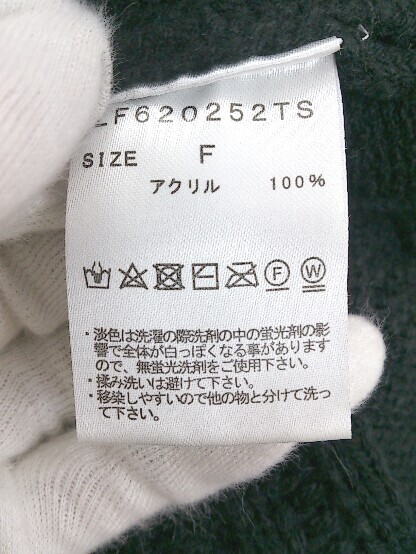 LF620252TS
SIZE F
アクリル 100%
F W
・淡色は洗濯の際洗剤の中の蛍光剤の影
響で全体が白っぽくなる事があります
ので、無蛍光洗剤をご使用下さい。
・揉み洗いは避けて下さい。
・移染しやすいので他の物と分けて洗っ
て下さい。